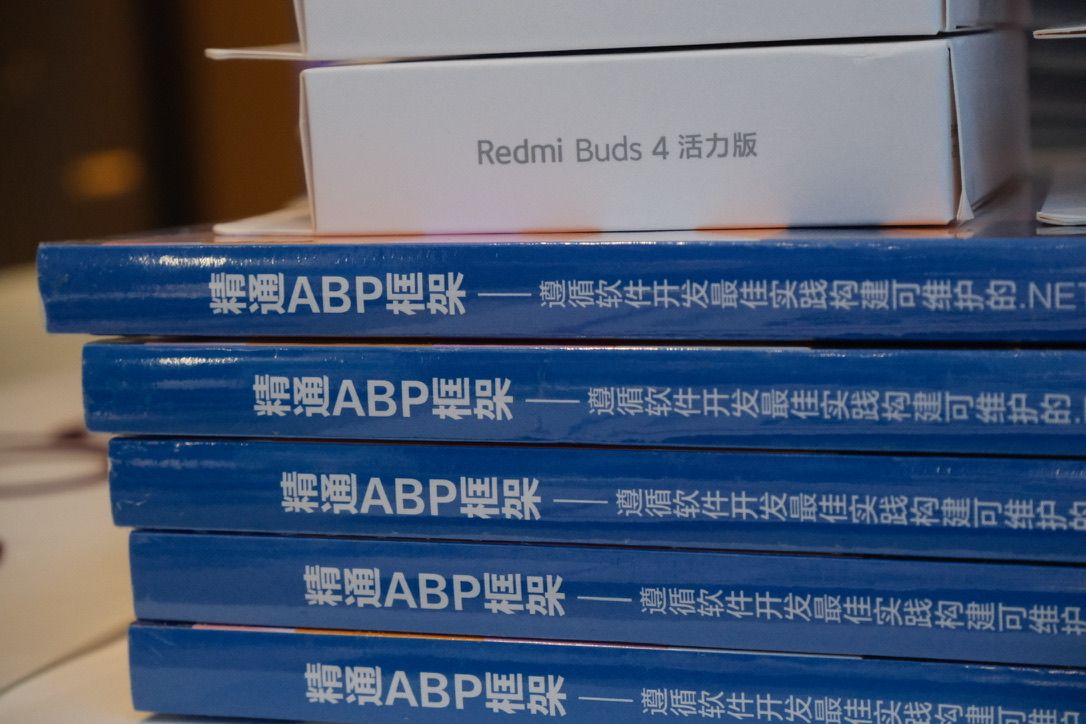 Redmi Buds 4 活力版
精通ABP框架——遵循软件开发最佳实践构建可维护的.NE
精通ABP框架——遵循软件开发最佳实践构建可维护的.
精通ABP框架——遵循软件开发最佳实践构建可维护的
精通ABP框架——遵循软件开发最佳实践构建可维护
精通ABP框架——遵循软件开发最佳实践构建可维护